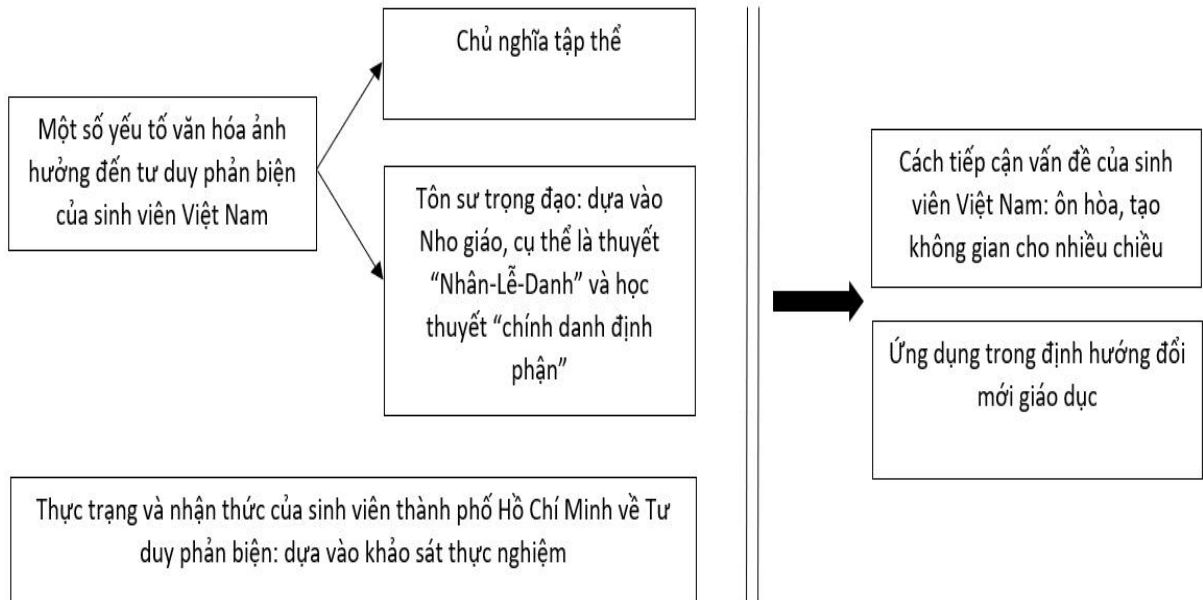 Một số yếu tố văn hóa ảnh
hưởng đến tư duy phản biện
của sinh viên Việt Nam
Chủ nghĩa tập thể
Tôn sư trọng đạo: dựa vào
Nho giáo, cụ thể là thuyết
“Nhân-Lễ-Danh” và học
thuyết “chính danh định
phận”
Thực trạng và nhận thức của sinh viên thành phố Hồ Chí Minh về Tư
duy phản biện: dựa vào khảo sát thực nghiệm
Cách tiếp cận vấn đề của sinh
viên Việt Nam: ôn hòa, tạo
không gian cho nhiều chiều
Ứng dụng trong định hướng đổi
mới giáo dục